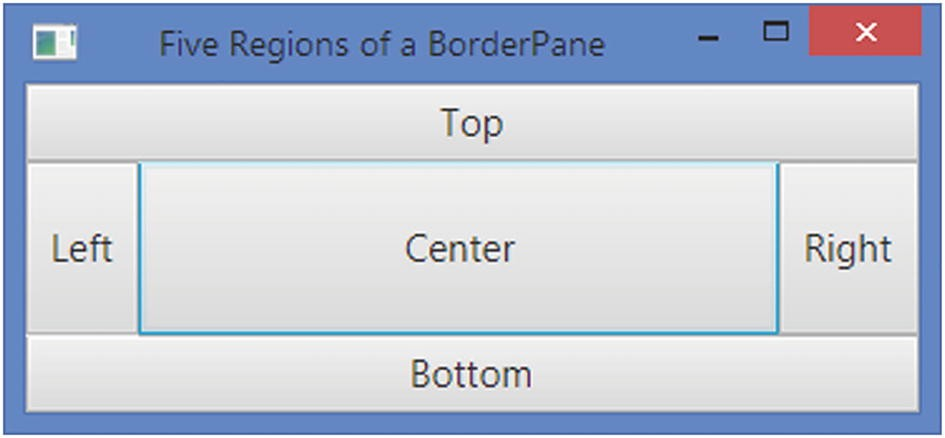 Five Regions of a BorderPane
Top
Left Center Right
Bottom